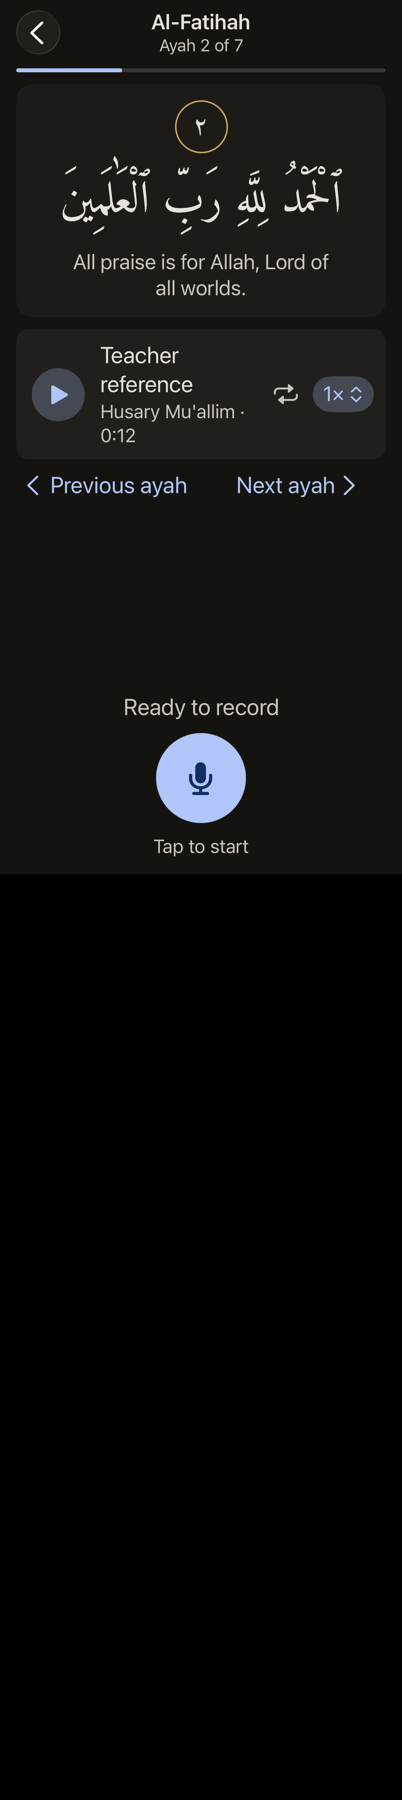 Al-Fatihah
Ayah 2 of 7
٢
ٱلْحَمْدُ لِلَّهِ رَبِّ ٱلْعَٰلَمِينَ
All praise is for Allah, Lord of
all worlds.
Teacher
reference
Husary Mu'allim ·
0:12
1×
Previous ayah
Next ayah
Ready to record
Tap to start